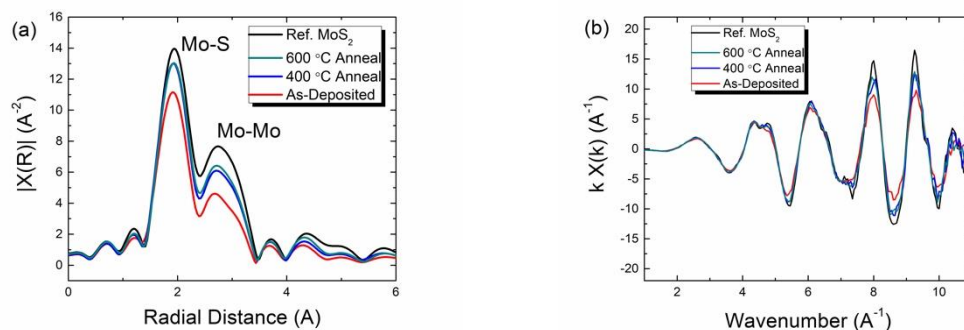 (a)
Mo-S
Mo-Mo
Ref. MoS₂
600 °C Anneal
400 °C Anneal
As-Deposited
|X(R)| (A⁻²)
16
14
12
10
8
6
4
2
0
0
2
4
6
Radial Distance (A)
(b)
Ref. MoS₂
600 °C Anneal
400 °C Anneal
As-Deposited
k X(k) (A⁻¹)
20
15
10
5
0
-5
-10
-15
-20
2
4
6
8
10
Wavenumber (A⁻¹)